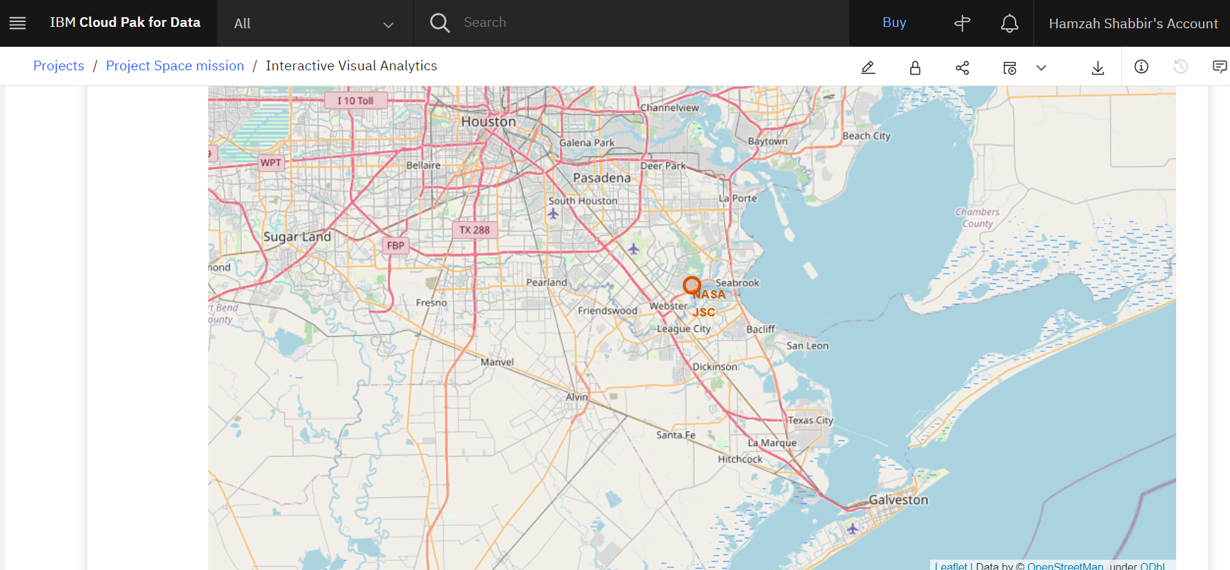 IBM Cloud Pak for Data
All
Search
Buy
Hamzah Shabbir's Account
Projects / Project Space mission / Interactive Visual Analytics
I 10 Toll
Channelview
Houston
Galena Park
Baytown
Beach City
9
WPT
Bellaire
Deer Park
Pasadena
South Houston
La Porte
Chambers
County
TX 288
Sugar Land
FBP
mond
Pearland
Seabrook
NASA
JSC
Fresno
Webster
Friendswood
rt Bend
ounty
League City
Bacliff
San Leon
Manvel
Dickinson
Alvin
Texas City
Santa Fe
La Marque
Hitchcock
Galveston
Leaflet | Data by © OpenStreetMap, under ODbL.